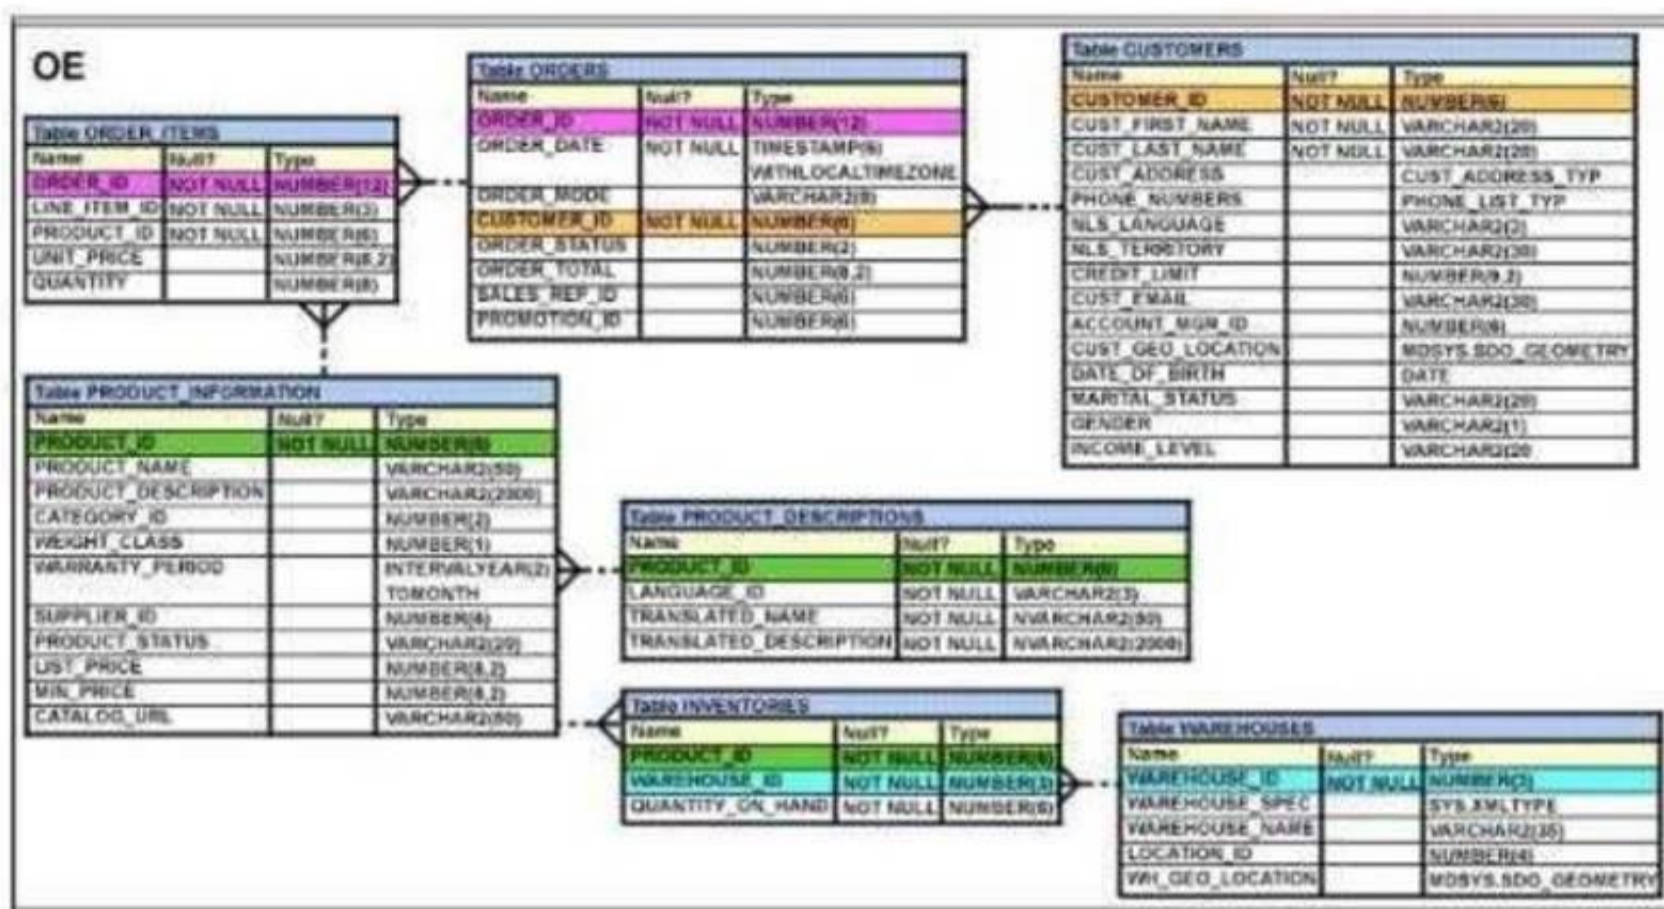 OE
Table ORDER_ITEMS
Name Null? Type
ORDER_ID NOT NULL NUMBER(12)
LINE_ITEM_ID NOT NULL NUMBER(3)
PRODUCT_ID NOT NULL NUMBER(6)
UNIT_PRICE NUMBER(8,2)
QUANTITY NUMBER(8)
Table ORDERS
Name Null? Type
ORDER_ID NOT NULL NUMBER(12)
ORDER_DATE NOT NULL TIMESTAMP(6)
WITHLOCALTIMEZONE
ORDER_MODE VARCHAR2(8)
CUSTOMER_ID NOT NULL NUMBER(6)
ORDER_STATUS NUMBER(2)
ORDER_TOTAL NUMBER(8,2)
SALES_REP_ID NUMBER(6)
PROMOTION_ID NUMBER(6)
Table CUSTOMERS
Name Null? Type
CUSTOMER_ID NOT NULL NUMBER(6)
CUST_FIRST_NAME NOT NULL VARCHAR2(20)
CUST_LAST_NAME NOT NULL VARCHAR2(20)
CUST_ADDRESS CUST_ADDRESS_TYP
PHONE_NUMBERS PHONE_LIST_TYP
NLS_LANGUAGE VARCHAR2(3)
NLS_TERRITORY VARCHAR2(30)
CREDIT_LIMIT NUMBER(9,2)
CUST_EMAIL VARCHAR2(30)
ACCOUNT_MGR_ID NUMBER(6)
CUST_GEO_LOCATION MDSYS.SDO_GEOMETRY
DATE_OF_BIRTH DATE
MARITAL_STATUS VARCHAR2(20)
GENDER VARCHAR2(1)
INCOME_LEVEL VARCHAR2(20
Table PRODUCT_INFORMATION
Name Null? Type
PRODUCT_ID NOT NULL NUMBER(6)
PRODUCT_NAME VARCHAR2(50)
PRODUCT_DESCRIPTION VARCHAR2(2000)
CATEGORY_ID NUMBER(2)
WEIGHT_CLASS NUMBER(1)
WARRANTY_PERIOD INTERVALYEAR(2)
TOMONTH
SUPPLIER_ID NUMBER(6)
PRODUCT_STATUS VARCHAR2(20)
LIST_PRICE NUMBER(8,2)
MIN_PRICE NUMBER(8,2)
CATALOG_URL VARCHAR2(50)
Table PRODUCT_DESCRIPTIONS
Name Null? Type
PRODUCT_ID NOT NULL NUMBER(6)
LANGUAGE_ID NOT NULL VARCHAR2(3)
TRANSLATED_NAME NOT NULL NVARCHAR2(50)
TRANSLATED_DESCRIPTION NOT NULL NVARCHAR2(2000)
Table INVENTORIES
Name Null? Type
PRODUCT_ID NOT NULL NUMBER(6)
WAREHOUSE_ID NOT NULL NUMBER(3)
QUANTITY_ON_HAND NOT NULL NUMBER(8)
Table WAREHOUSES
Name Null? Type
WAREHOUSE_ID NOT NULL NUMBER(3)
WAREHOUSE_SPEC SYS.XMLTYPE
WAREHOUSE_NAME VARCHAR2(35)
LOCATION_ID NUMBER(4)
WH_GEO_LOCATION MDSYS.SDO_GEOMETRY